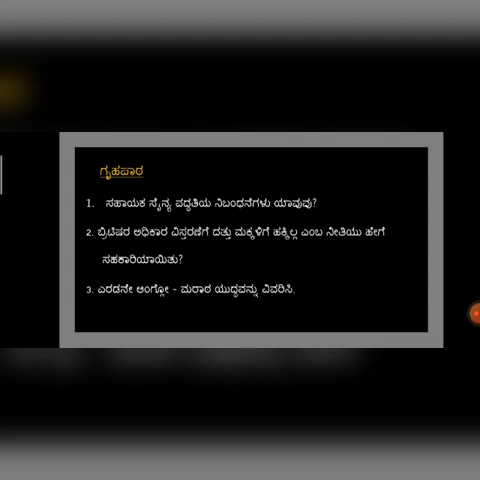 ಗೃಹಪಾಠ
1. ಸಹಾಯಕ ಸೈನ್ಯ ಪದ್ಧತಿಯ ನಿಬಂಧನೆಗಳು ಯಾವುವು?
2. ಬ್ರಿಟಿಷರ ಅಧಿಕಾರ ವಿಸ್ತರಣೆಗೆ ದತ್ತು ಮಕ್ಕಳಿಗೆ ಹಕ್ಕಿಲ್ಲ ಎಂಬ ನೀತಿಯು ಹೇಗೆ
ಸಹಕಾರಿಯಾಯಿತು?
3. ಎರಡನೇ ಆಂಗ್ಲೋ - ಮರಾಠ ಯುದ್ಧವನ್ನು ವಿವರಿಸಿ.